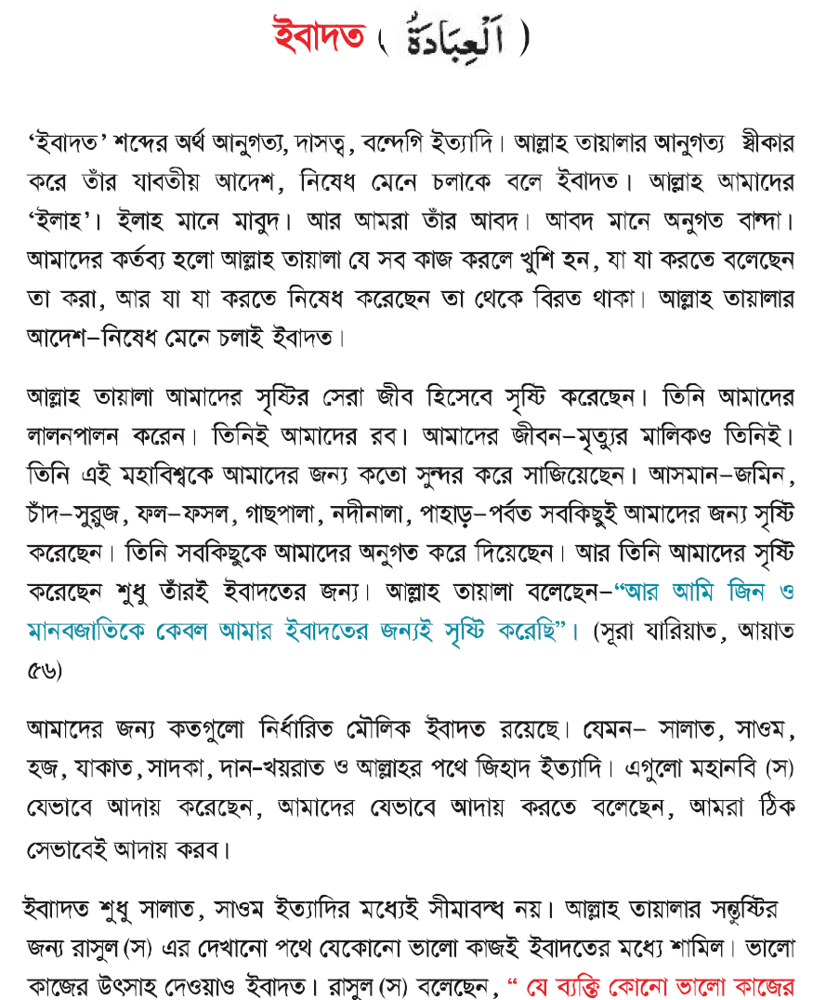 ইবাদত ( اَلْعِبَادَةُ )
‘ইবাদত’ শব্দের অর্থ আনুগত্য, দাসত্ব, বন্দেগি ইত্যাদি। আল্লাহ তায়ালার আনুগত্য স্বীকার
করে তাঁর যাবতীয় আদেশ, নিষেধ মেনে চলাকে বলে ইবাদত। আল্লাহ আমাদের
‘ইলাহ’। ইলাহ মানে মাবুদ। আর আমরা তাঁর আবদ। আবদ মানে অনুগত বান্দা।
আমাদের কর্তব্য হলো আল্লাহ তায়ালা যে সব কাজ করলে খুশি হন, যা যা করতে বলেছেন
তা করা, আর যা যা করতে নিষেধ করেছেন তা থেকে বিরত থাকা। আল্লাহ তায়ালার
আদেশ–নিষেধ মেনে চলাই ইবাদত।
আল্লাহ তায়ালা আমাদের সৃষ্টির সেরা জীব হিসেবে সৃষ্টি করেছেন। তিনি আমাদের
লালনপালন করেন। তিনিই আমাদের রব। আমাদের জীবন–মৃত্যুর মালিকও তিনিই।
তিনি এই মহাবিশ্বকে আমাদের জন্য কতো সুন্দর করে সাজিয়েছেন। আসমান–জমিন,
চাঁদ–সুরুজ, ফল–ফসল, গাছপালা, নদীনালা, পাহাড়–পর্বত সবকিছুই আমাদের জন্য সৃষ্টি
করেছেন। তিনি সবকিছুকে আমাদের অনুগত করে দিয়েছেন। আর তিনি আমাদের সৃষ্টি
করেছেন শুধু তাঁরই ইবাদতের জন্য। আল্লাহ তায়ালা বলেছেন–“আর আমি জিন ও
মানবজাতিকে কেবল আমার ইবাদতের জন্যই সৃষ্টি করেছি”। (সূরা যারিয়াত, আয়াত
৫৬)
আমাদের জন্য কতগুলো নির্ধারিত মৌলিক ইবাদত রয়েছে। যেমন– সালাত, সাওম,
হজ, যাকাত, সাদকা, দান-খয়রাত ও আল্লাহর পথে জিহাদ ইত্যাদি। এগুলো মহানবি (স)
যেভাবে আদায় করেছেন, আমাদের যেভাবে আদায় করতে বলেছেন, আমরা ঠিক
সেভাবেই আদায় করব।
ইবাাদত শুধু সালাত, সাওম ইত্যাদির মধ্যেই সীমাবদ্ধ নয়। আল্লাহ তায়ালার সন্তুষ্টির
জন্য রাসুল (স) এর দেখানো পথে যেকোনো ভালো কাজই ইবাদতের মধ্যে শামিল। ভালো
কাজের উৎসাহ দেওয়াও ইবাদত। রাসুল (স) বলেছেন, “ যে ব্যক্তি কোনো ভালো কাজের